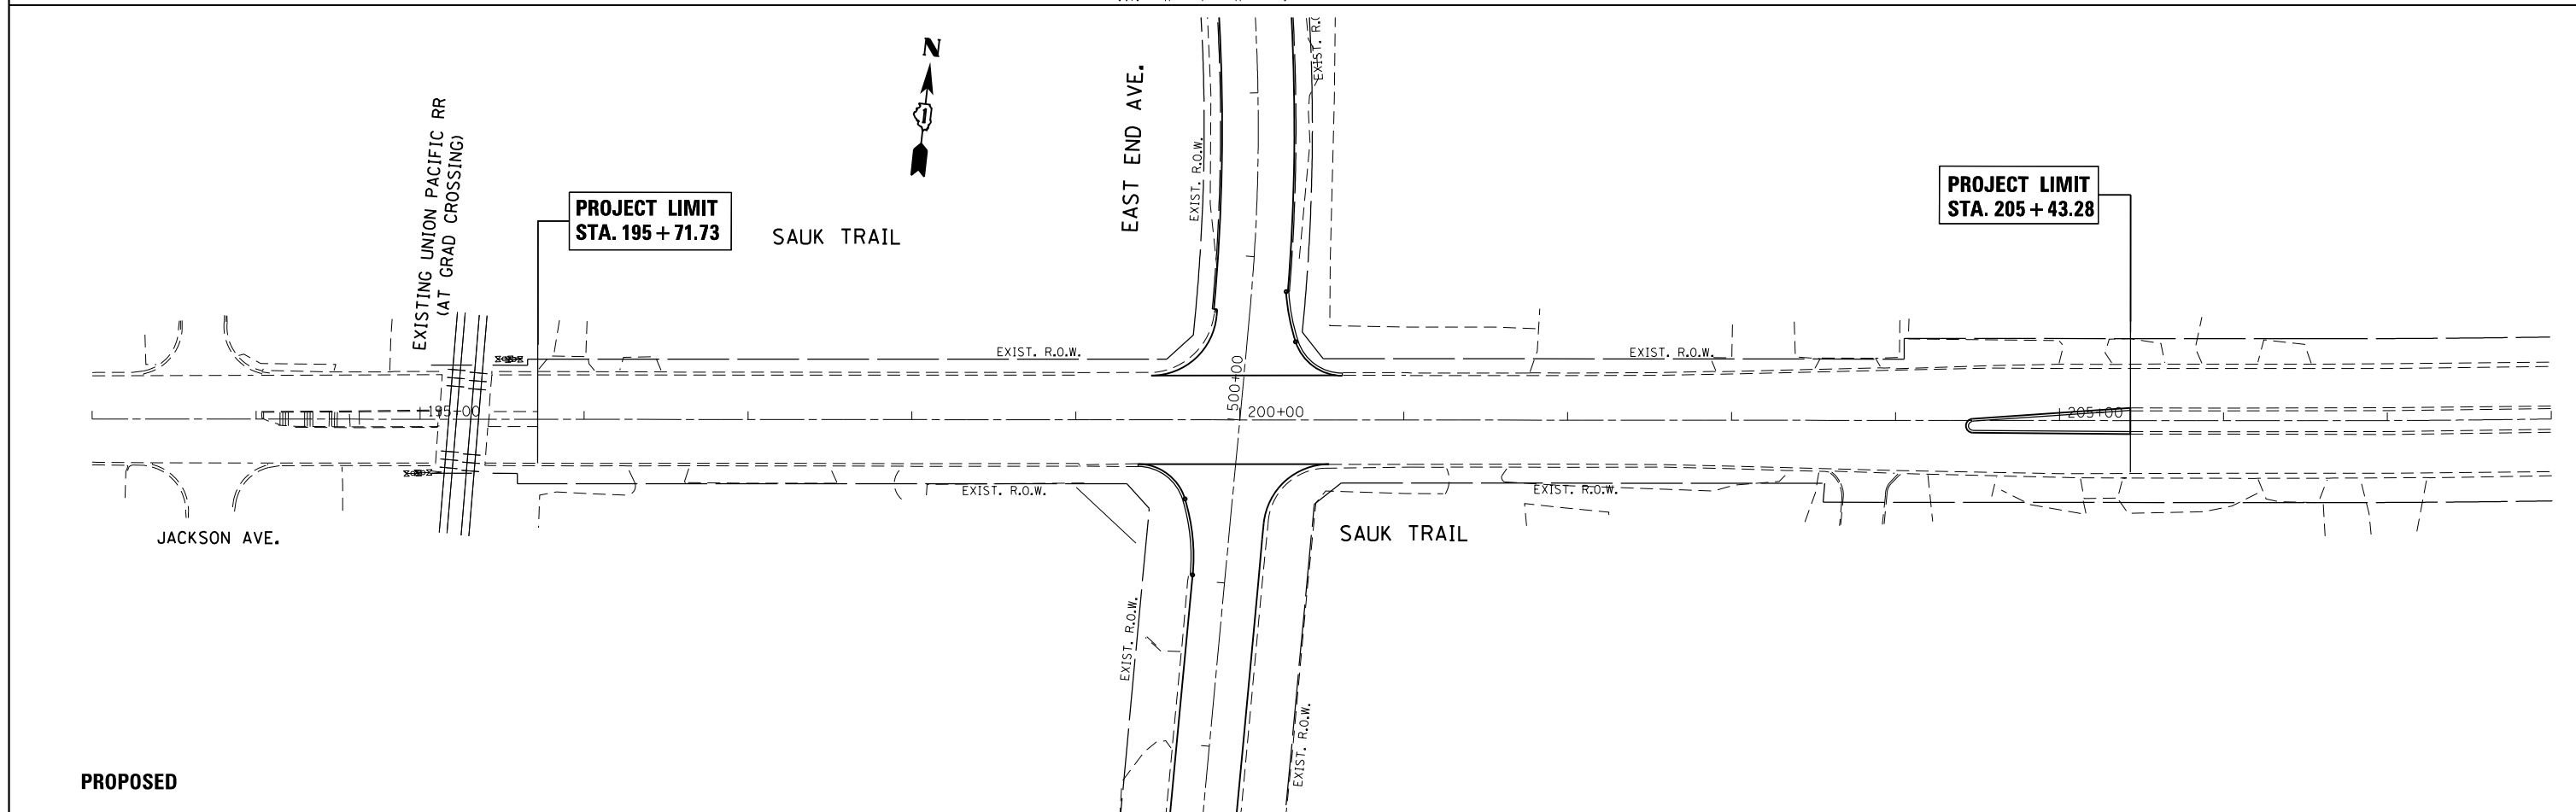 N
1
EAST END AVE.
EXIST. R.O.W.
EXIST. R.O.W.
EXISTING UNION PACIFIC RR
(AT GRAD CROSSING)
PROJECT LIMIT
STA. 195+71.73
SAUK TRAIL
PROJECT LIMIT
STA. 205+43.28
EXIST. R.O.W.
EXIST. R.O.W.
195+00
500+00
200+00
205+00
EXIST. R.O.W.
EXIST. R.O.W.
JACKSON AVE.
SAUK TRAIL
EXIST. R.O.W.
EXIST. R.O.W.
PROPOSED